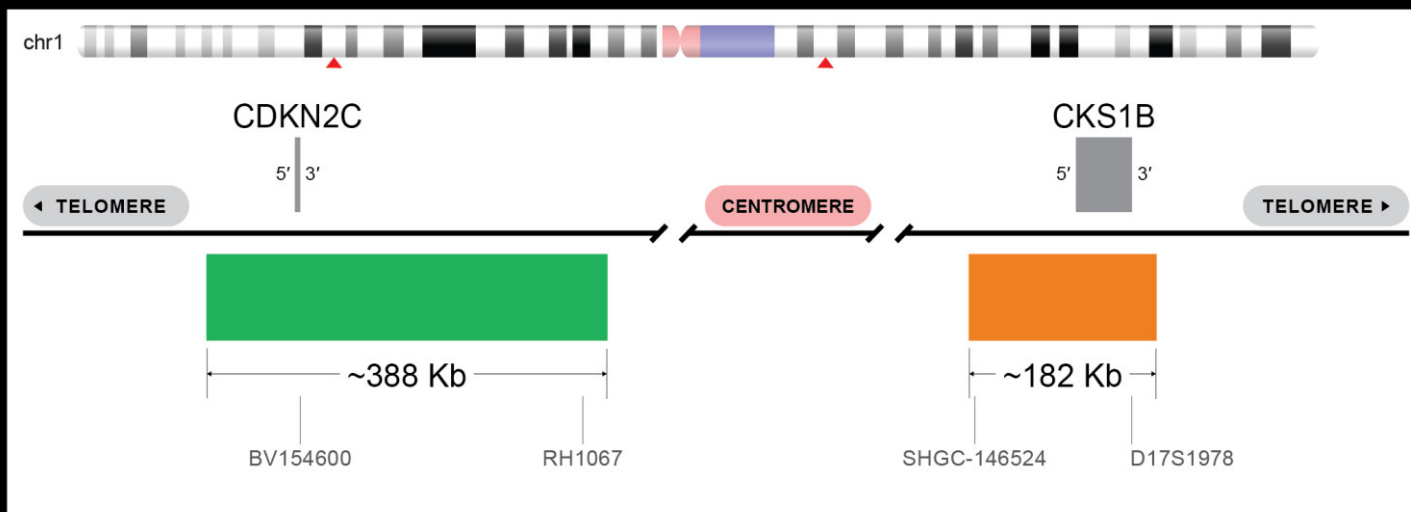 chr1
CDKN2C CKS1B
5′ 3′ 5′ 3′
◂ TELOMERE CENTROMERE TELOMERE ▸
~388 Kb ~182 Kb
BV154600 RH1067 SHGC-146524 D17S1978